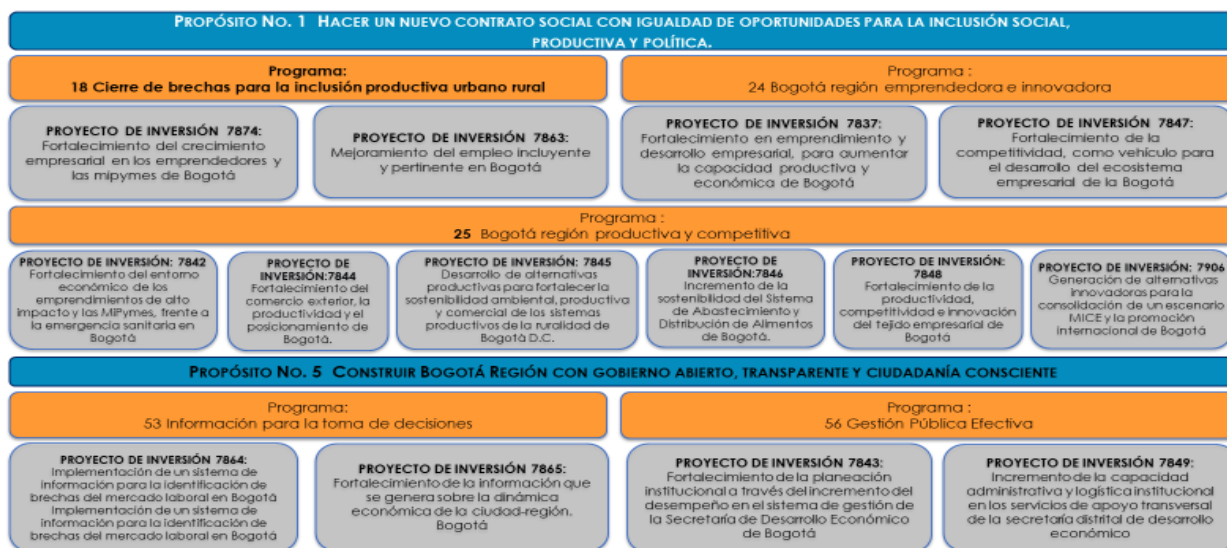 PROPÓSITO NO. 1 HACER UN NUEVO CONTRATO SOCIAL CON IGUALDAD DE OPORTUNIDADES PARA LA INCLUSIÓN SOCIAL,
PRODUCTIVA Y POLÍTICA.
Programa:
18 Cierre de brechas para la inclusión productiva urbano rural
Programa :
24 Bogotá región emprendedora e innovadora
PROYECTO DE INVERSIÓN 7874:
Fortalecimiento del crecimiento
empresarial en los emprendedores y
las mipymes de Bogotá
PROYECTO DE INVERSIÓN 7863:
Mejoramiento del empleo incluyente
y pertinente en Bogotá
PROYECTO DE INVERSIÓN 7837:
Fortalecimiento en emprendimiento y
desarrollo empresarial, para aumentar
la capacidad productiva y
económica de Bogotá
PROYECTO DE INVERSIÓN 7847:
Fortalecimiento de la
competitividad, como vehículo para
el desarrollo del ecosistema
empresarial de la Bogotá
Programa :
25 Bogotá región productiva y competitiva
PROYECTO DE INVERSIÓN: 7842
Fortalecimiento del entorno
económico de los
emprendimientos de alto
impacto y las MiPymes, frente a
la emergencia sanitaria en
Bogotá
PROYECTO DE
INVERSIÓN:7844
Fortalecimiento del
comercio exterior, la
productividad y el
posicionamiento de
Bogotá.
PROYECTO DE INVERSIÓN: 7845
Desarrollo de alternativas
productivas para fortalecer la
sostenibilidad ambiental, productiva
y comercial de los sistemas
productivos de la ruralidad de
Bogotá D.C.
PROYECTO DE
INVERSIÓN:7846
Incremento de la
sostenibilidad del Sistema
de Abastecimiento y
Distribución de Alimentos
de Bogotá.
PROYECTO DE INVERSIÓN:
7848
Fortalecimiento de la
productividad,
competitividad e innovación
del tejido empresarial de
Bogotá
PROYECTO DE INVERSIÓN: 7906
Generación de alternativas
innovadoras para la
consolidación de un escenario
MICE y la promoción
internacional de Bogotá
PROPÓSITO NO. 5 CONSTRUIR BOGOTÁ REGIÓN CON GOBIERNO ABIERTO, TRANSPARENTE Y CIUDADANÍA CONSCIENTE
Programa:
53 Información para la toma de decisiones
Programa :
56 Gestión Pública Efectiva
PROYECTO DE INVERSIÓN 7864:
Implementación de un sistema de
información para la identificación de
brechas del mercado laboral en Bogotá
Implementación de un sistema de
información para la identificación de
brechas del mercado laboral en Bogotá
PROYECTO DE INVERSIÓN 7865:
Fortalecimiento de la información que
se genera sobre la dinámica
económica de la ciudad-región.
Bogotá
PROYECTO DE INVERSIÓN 7843:
Fortalecimiento de la planeación
institucional a través del incremento del
desempeño en el sistema de gestión de
la Secretaría de Desarrollo Económico
de Bogotá
PROYECTO DE INVERSIÓN 7849:
Incremento de la capacidad
administrativa y logística institucional
en los servicios de apoyo transversal
de la secretaría distrital de desarrollo
económico